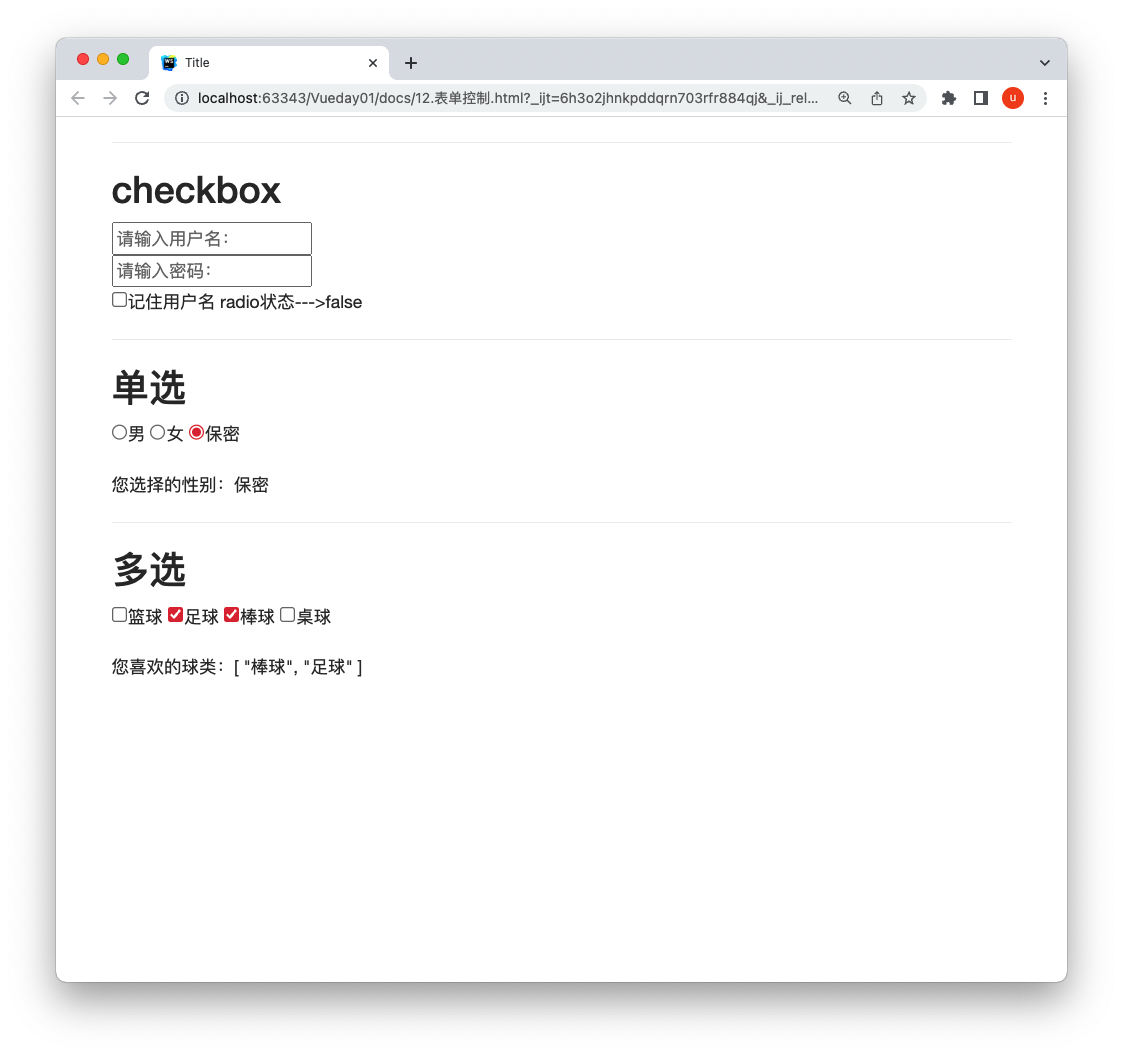 Title
localhost:63343/Vueday01/docs/12.表单控制.html?_ijt=6h3o2jhnkpddqrn703rfr884qj&_ij_rel...
u
checkbox
请输入用户名：
请输入密码：
记住用户名 radio状态--->false
单选
男 女 保密
您选择的性别：保密
多选
篮球 足球 棒球 桌球
您喜欢的球类：[ "棒球", "足球" ]